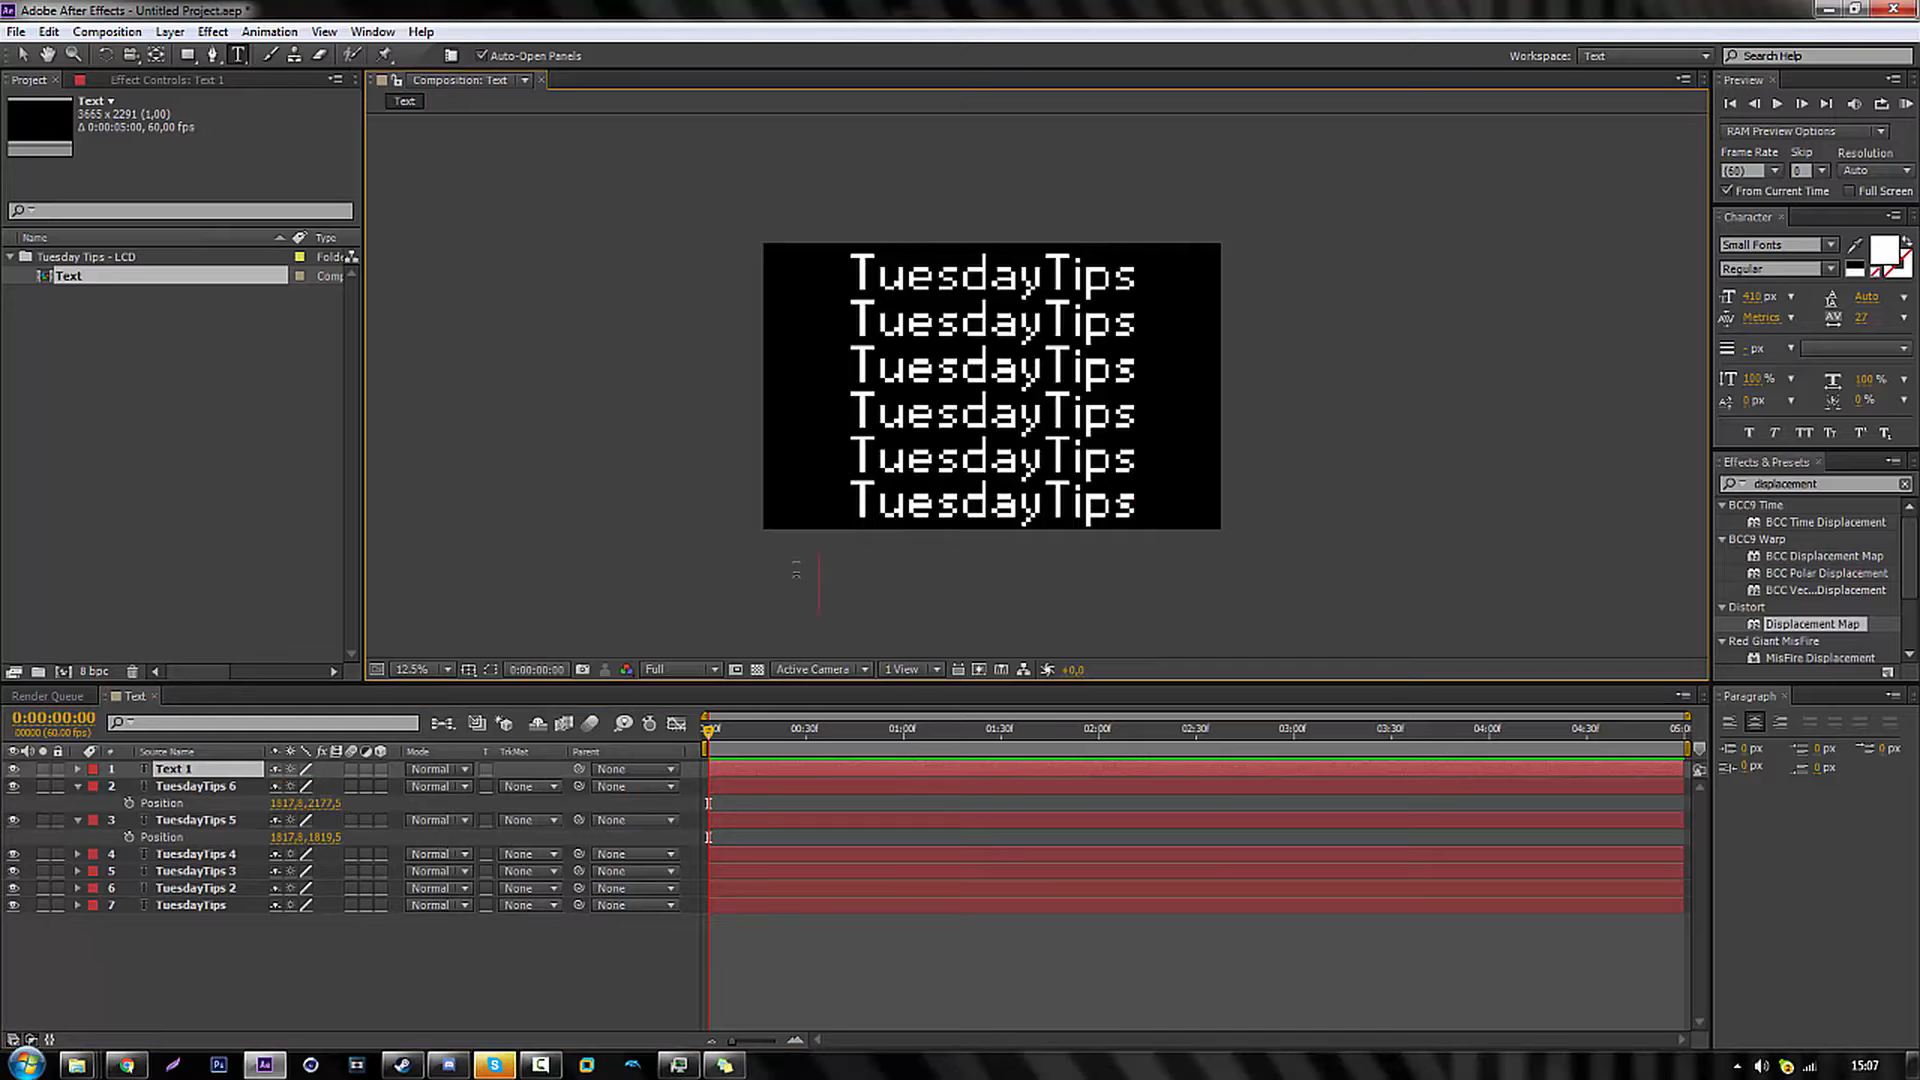 Adobe After Effects - Untitled Project.aep *
File Edit Composition Layer Effect Animation View Window Help
Auto-Open Panels
Workspace: Text
Search Help
Project Effect Controls: Text 1
Composition: Text
Preview
Text
3665 x 2291 (1,00)
Δ 0:00:05:00, 60,00 fps
Text
RAM Preview Options
Frame Rate Skip Resolution
(60) 0 Auto
From Current Time Full Screen
Character
Small Fonts
Regular
410 px Auto
Metrics 27
- px
100 % 100 %
0 px 0 %
Name Type
Tuesday Tips - LCD Folde
Text Comp
TuesdayTips
TuesdayTips
TuesdayTips
TuesdayTips
TuesdayTips
TuesdayTips
Effects & Presets
displacement
BCC9 Time
BCC Time Displacement
BCC9 Warp
BCC Displacement Map
BCC Polar Displacement
BCC Vec...Displacement
Distort
Displacement Map
Red Giant MisFire
MisFire Displacement
8 bpc
12.5% 0:00:00:00 Full Active Camera 1 View +0,0
Render Queue Text
Paragraph
0 px 0 px 0 px
0 px 0 px
0:00:00:00
00000 (60.00 fps)
00:30f 01:00f 01:30f 02:00f 02:30f 03:00f 03:30f 04:00f 04:30f 05:0
# Source Name fx Mode T TrkMat Parent
1 T Text 1 Normal None
2 T TuesdayTips 6 Normal None None
Position 1817,8,2177,5
3 T TuesdayTips 5 Normal None None
Position 1817,8,1819,5
4 T TuesdayTips 4 Normal None None
5 T TuesdayTips 3 Normal None None
6 T TuesdayTips 2 Normal None None
7 T TuesdayTips Normal None None
Ps Ae S
15:07